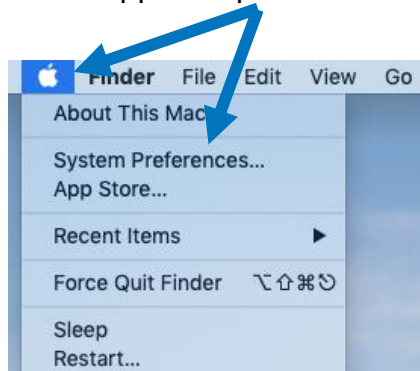 Finder File Edit View Go
About This Mac
System Preferences...
App Store...
Recent Items ▶
Force Quit Finder ⌥⇧⌘⎋
Sleep
Restart...